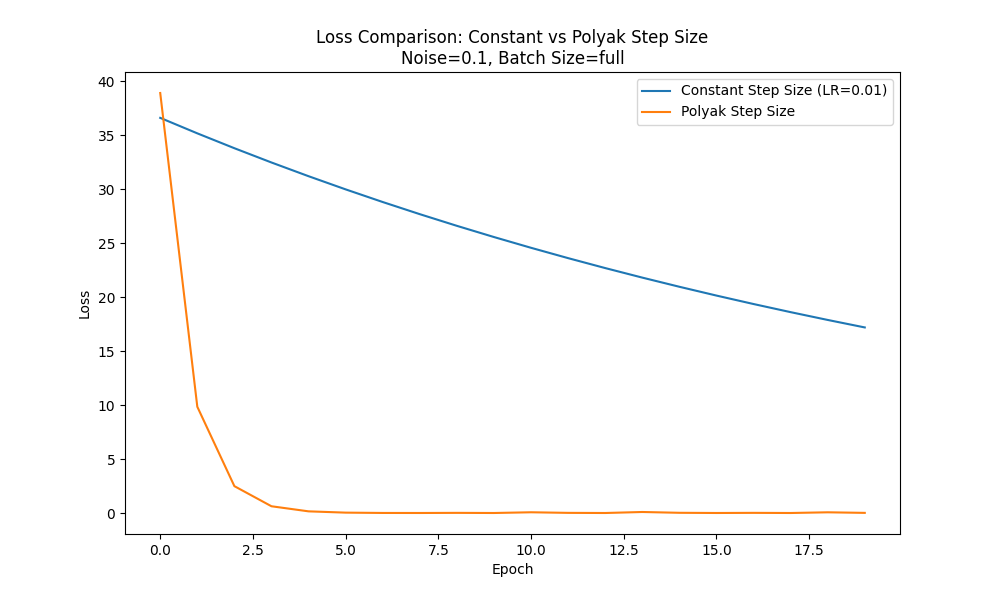 Loss Comparison: Constant vs Polyak Step Size
Noise=0.1, Batch Size=full
Constant Step Size (LR=0.01)
Polyak Step Size
Loss
40
35
30
25
20
15
10
5
0
0.0 2.5 5.0 7.5 10.0 12.5 15.0 17.5
Epoch